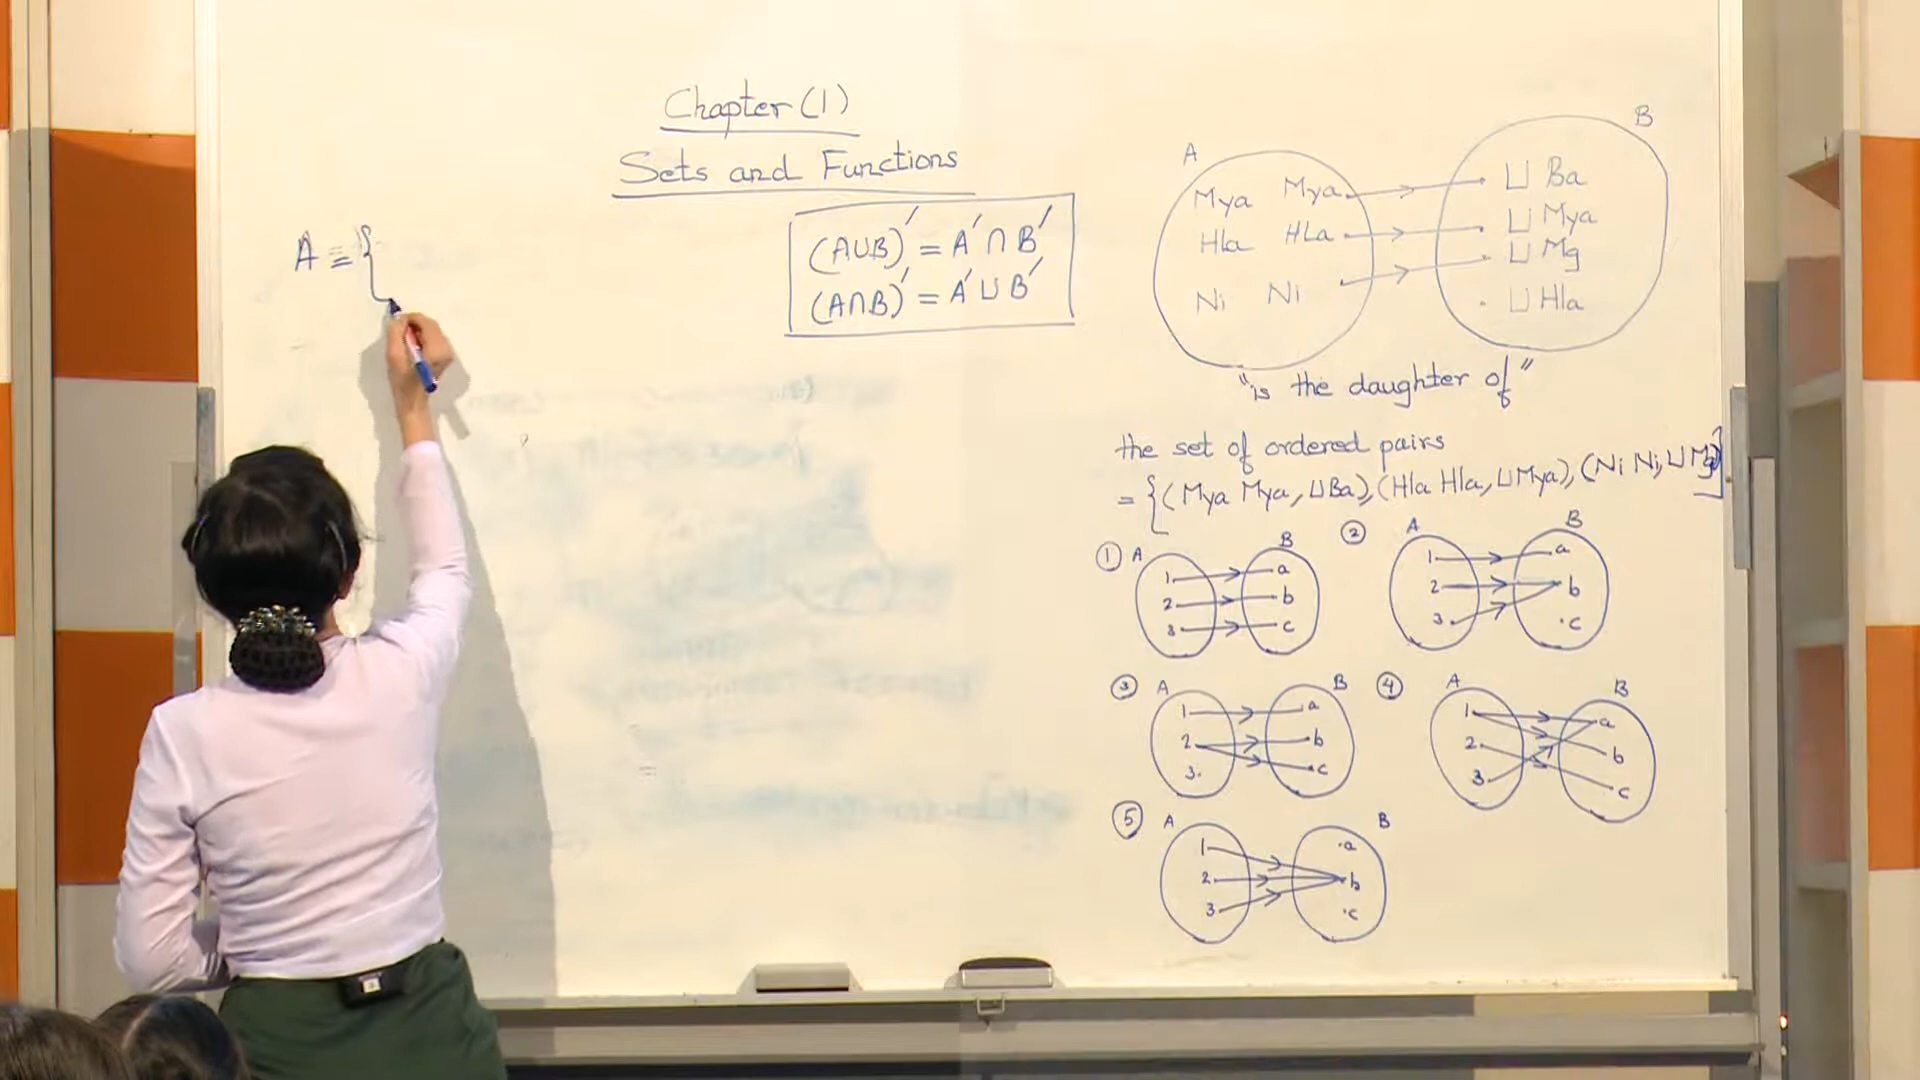 Chapter (1)
Sets and Functions
A = {
(A∪B)′ = A′∩B′
(A∩B)′ = A′∪B′
A
B
Mya Mya
Hla HLa
Ni Ni
U Ba
U Mya
U Mg
U Hla
"is the daughter of"
the set of ordered pairs
= {(Mya Mya, U Ba), (Hla Hla, U Mya), (Ni Ni, U Mg)}
① A B
1 a
2 b
3 c
② A B
1 a
2 b
3 c
③ A B
1 a
2 b
3 c
④ A B
1 a
2 b
3 c
⑤ A B
1 a
2 b
3 c